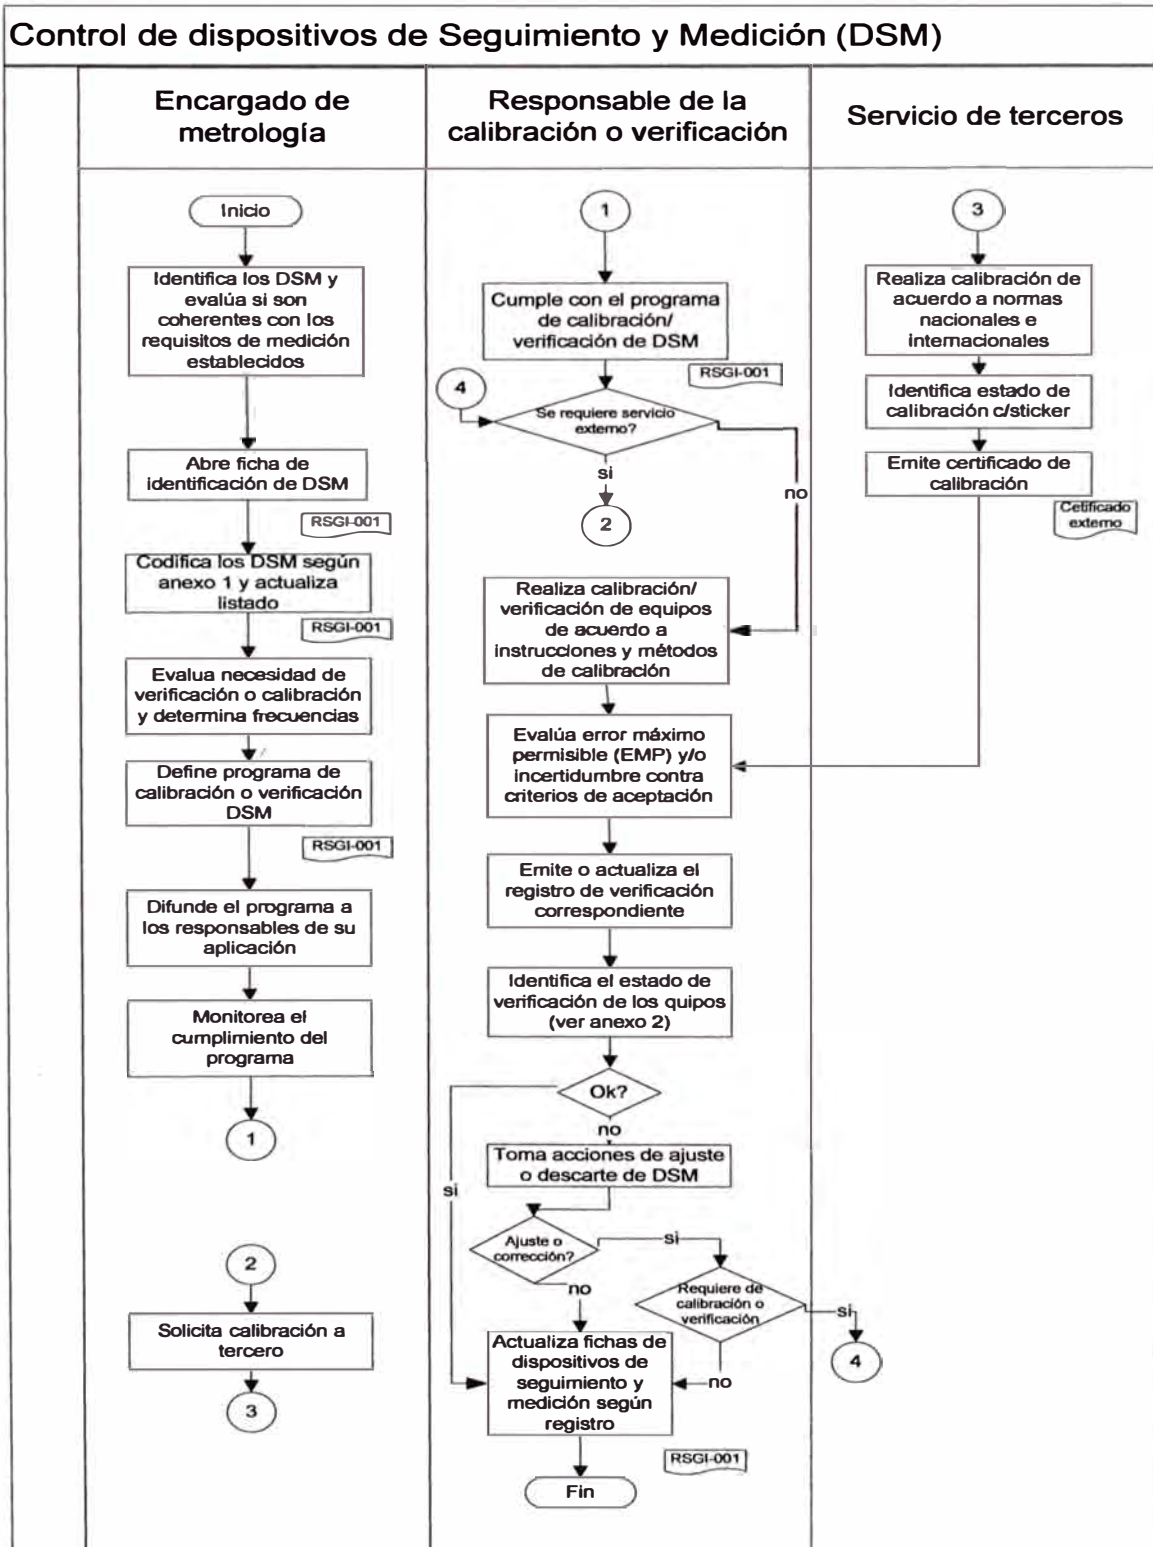 Control de dispositivos de Seguimiento y Medición (DSM)
Encargado de
metrología
Inicio
Identifica los DSM y
evalúa si son
coherentes con los
requisitos de medición
establecidos
Abre ficha de
identificación de DSM
RSGI-001
Codifica los DSM según
anexo 1 y actualiza
listado
RSGI-001
Evalua necesidad de
verificación o calibración
y determina frecuencias
Define programa de
calibración o verificación
DSM
RSGI-001
Difunde el programa a
los responsables de su
aplicación
Monitorea el
cumplimiento del
programa
1
2
Solicita calibración a
tercero
3
Responsable de la
calibración o verificación
1
Cumple con el programa
de calibración/
verificación de DSM
RSGI-001
4
Se requiere servicio
externo?
si
no
2
Realiza calibración/
verificación de equipos
de acuerdo a
instrucciones y métodos
de calibración
Evalúa error máximo
permisible (EMP) y/o
incertidumbre contra
criterios de aceptación
Emite o actualiza el
registro de verificación
correspondiente
Identifica el estado de
verificación de los quipos
(ver anexo 2)
Ok?
no
si
Toma acciones de ajuste
o descarte de DSM
Ajuste o
corrección?
si
no
Requiere de
calibración o
verificación
si
4
no
Actualiza fichas de
dispositivos de
seguimiento y
medición según
registro
RSGI-001
Fin
Servicio de terceros
3
Realiza calibración de
acuerdo a normas
nacionales e
internacionales
Identifica estado de
calibración c/sticker
Emite certificado de
calibración
Cetificado
externo